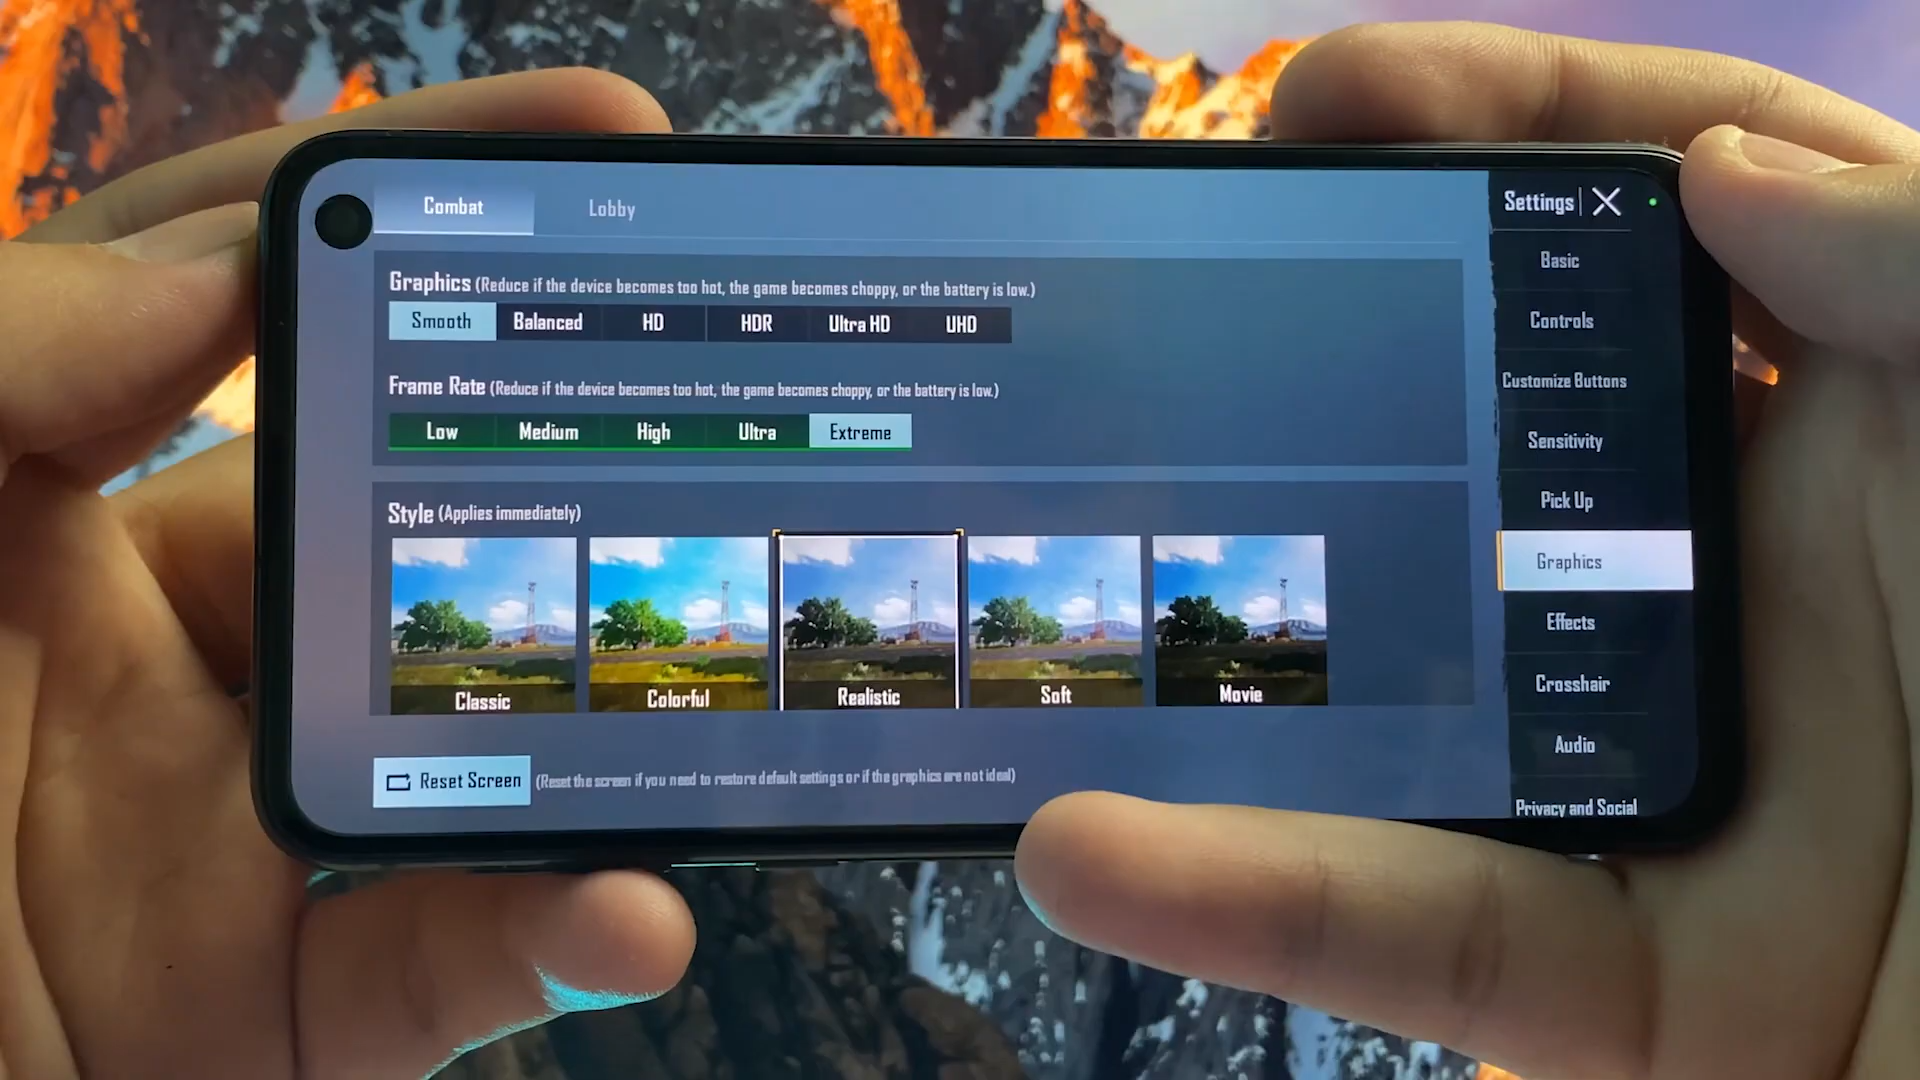 Combat
Lobby
Graphics (Reduce if the device becomes too hot, the game becomes choppy, or the battery is low.)
Smooth
Balanced
HD
HDR
Ultra HD
UHD
Frame Rate (Reduce if the device becomes too hot, the game becomes choppy, or the battery is low.)
Low
Medium
High
Ultra
Extreme
Style (Applies immediately)
Classic
Colorful
Realistic
Soft
Movie
Reset Screen (Reset the screen if you need to restore default settings or if the graphics are not ideal)
Settings
Basic
Controls
Customize Buttons
Sensitivity
Pick Up
Graphics
Effects
Crosshair
Audio
Privacy and Social